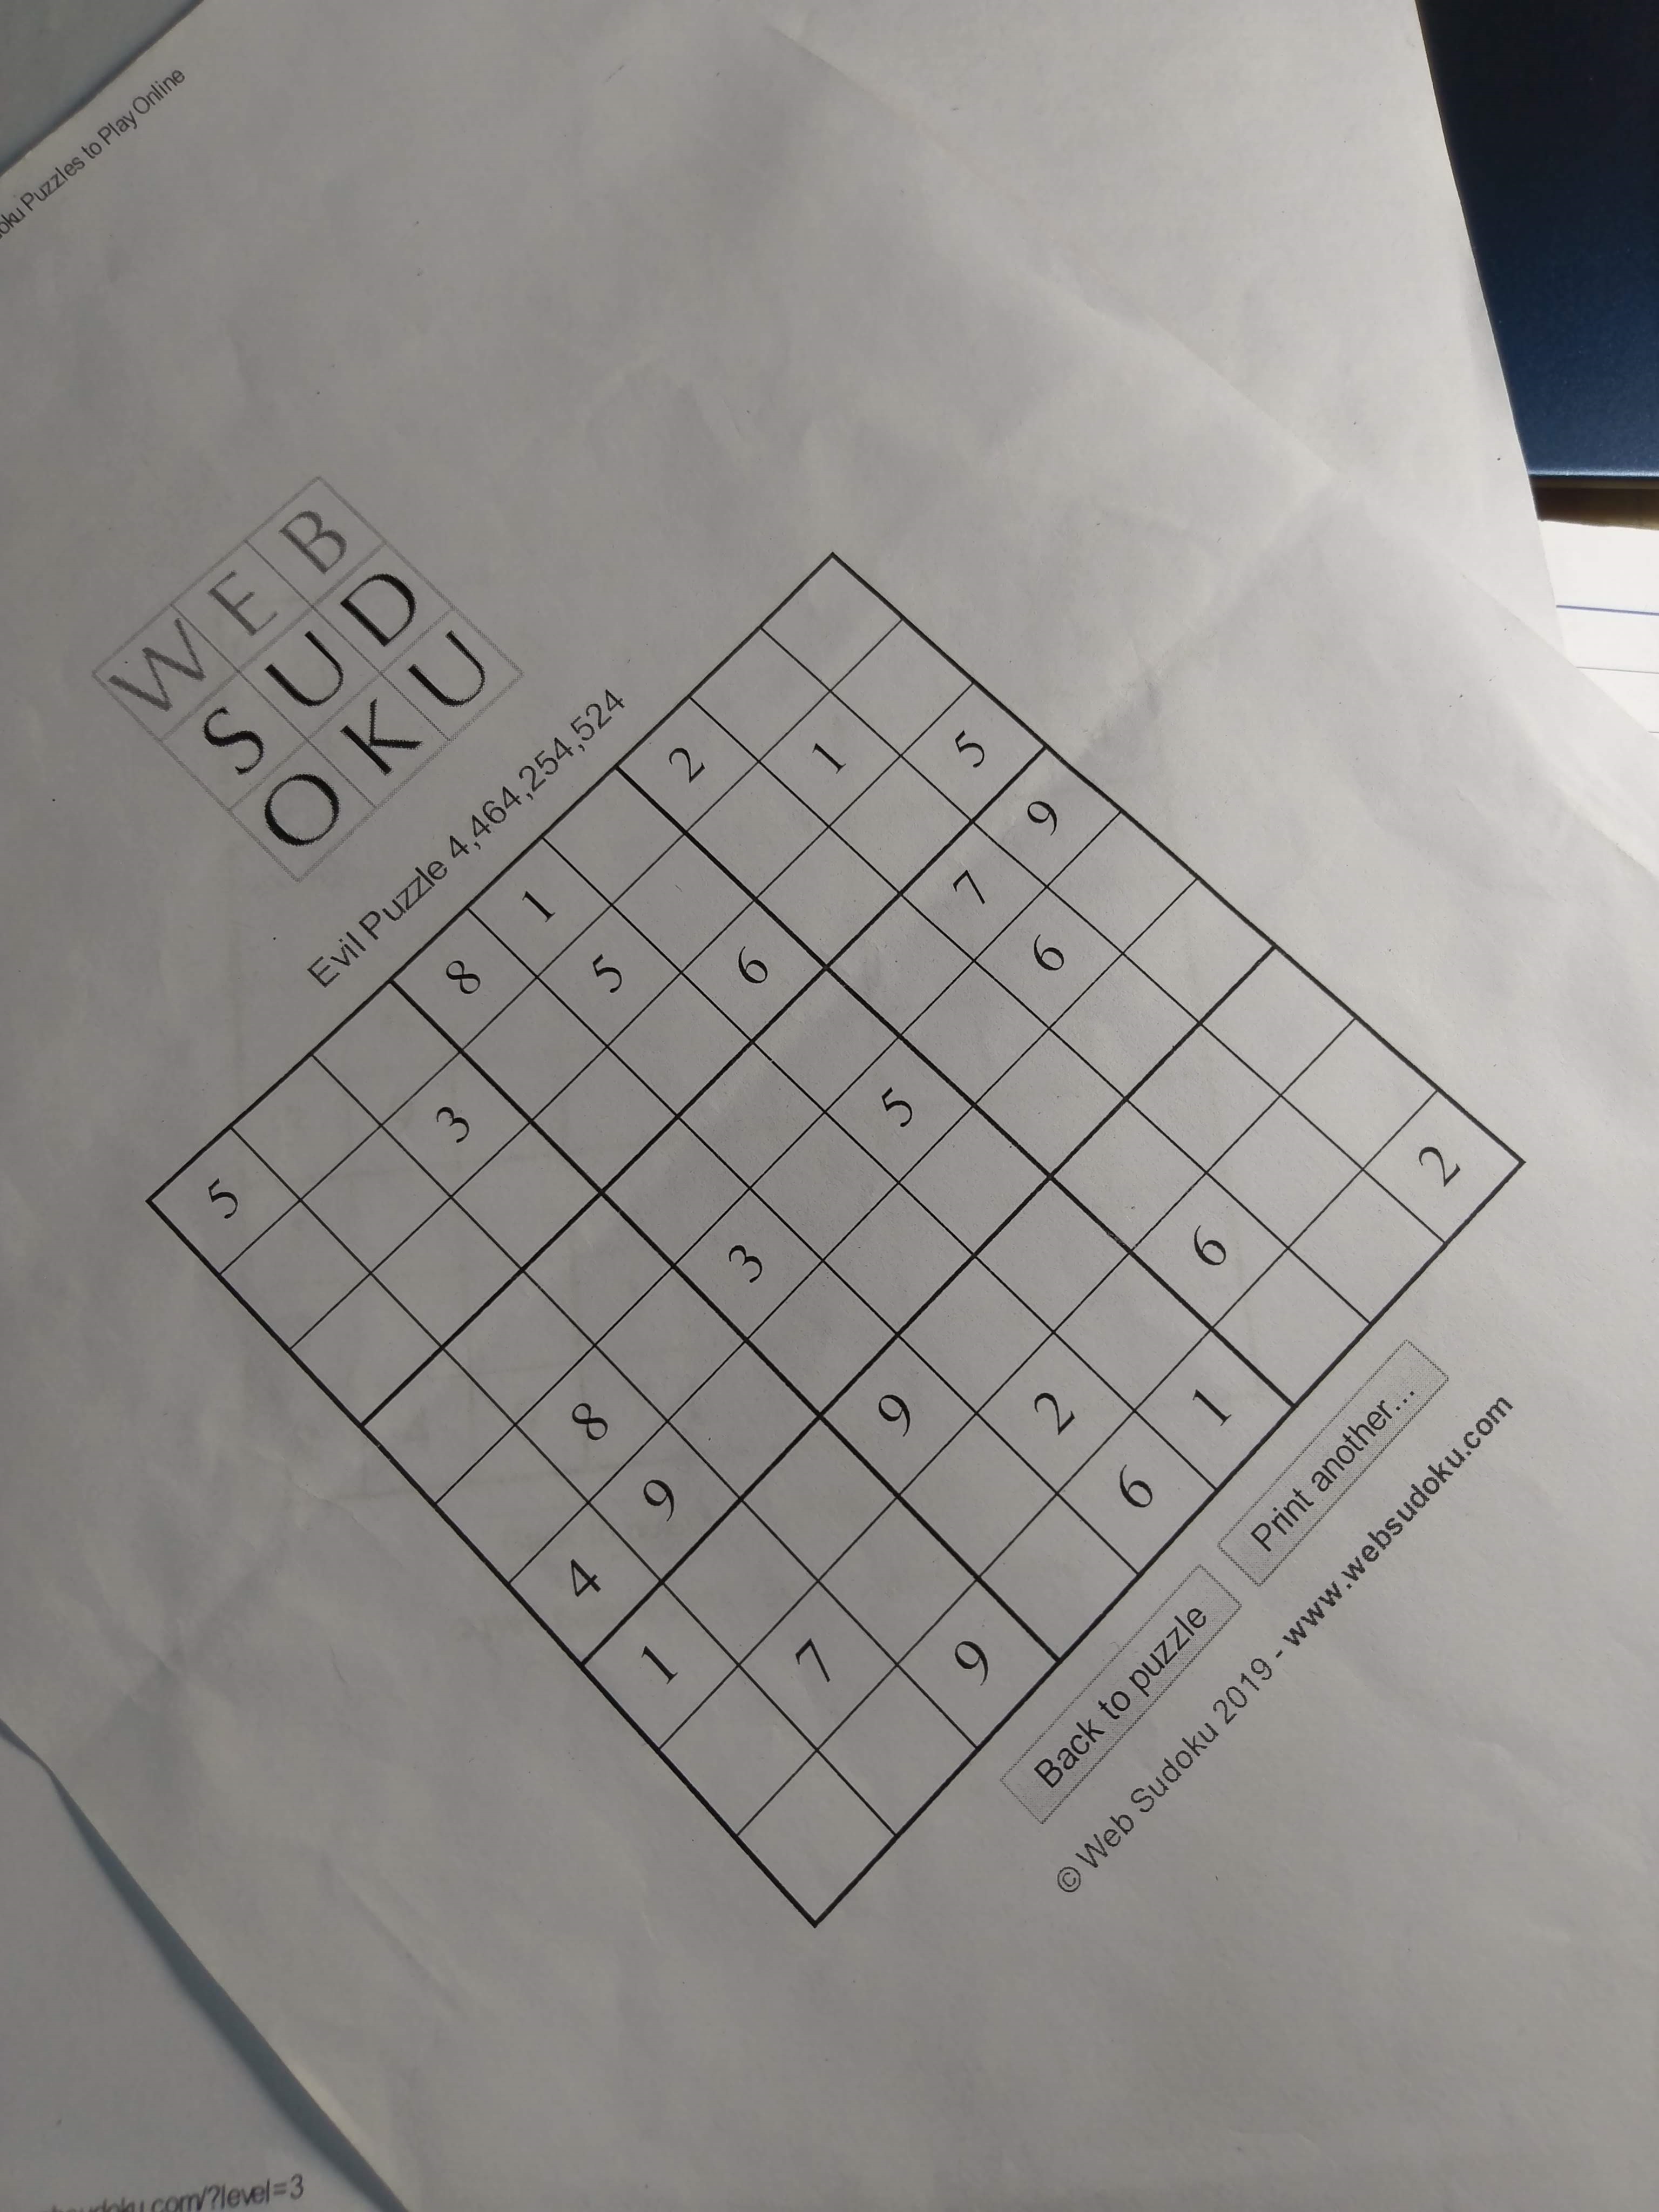 oku Puzzles to Play Online
WEB
SUD
OKU
Evil Puzzle 4,464,254,524
5 8 1 2
3 5 1
6 5
7 9
8 3 5 6
4 9
1 9
7 2 6
9 6 1 2
Back to puzzle Print another...
© Web Sudoku 2019 - www.websudoku.com
sudoku.com/?level=3